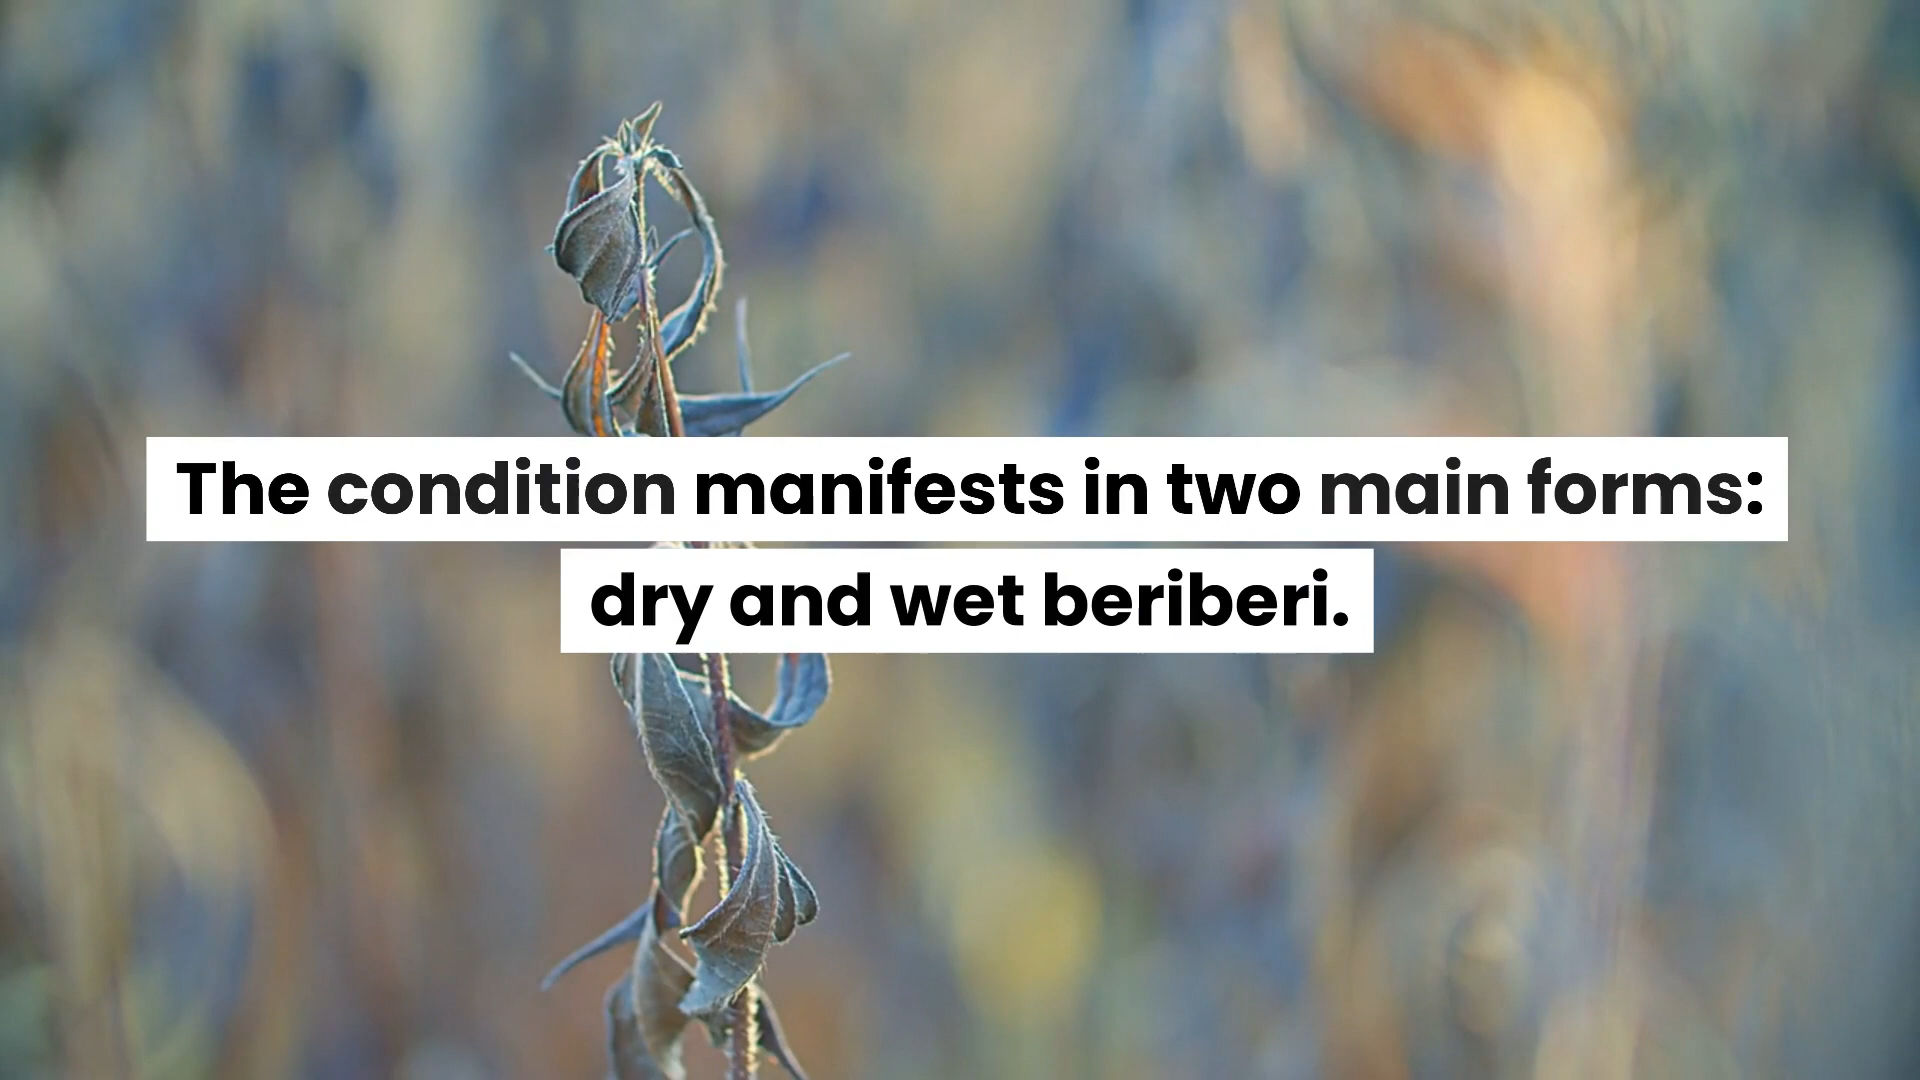 The condition manifests in two main forms:
dry and wet beriberi.